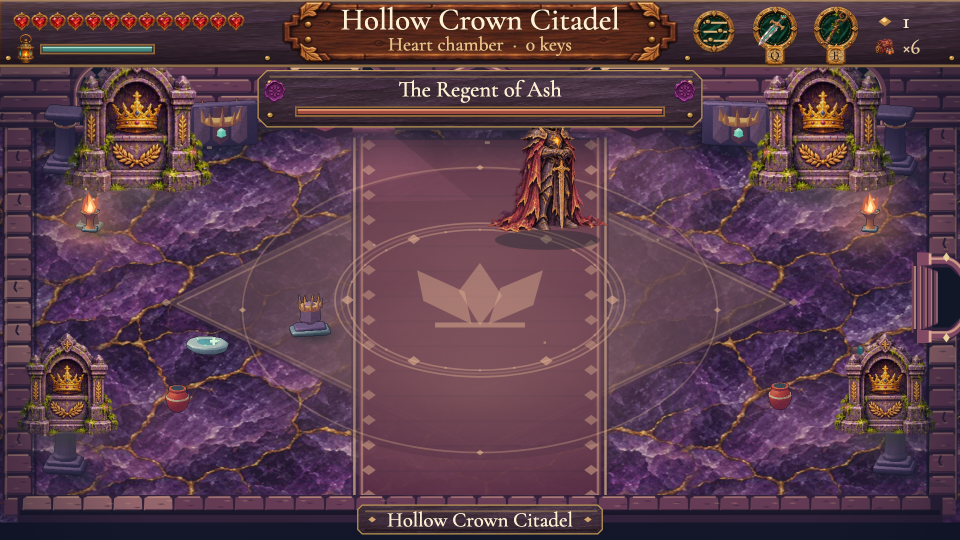 Hollow Crown Citadel
Heart chamber · 0 keys
Q
E
1
×6
The Regent of Ash
Hollow Crown Citadel